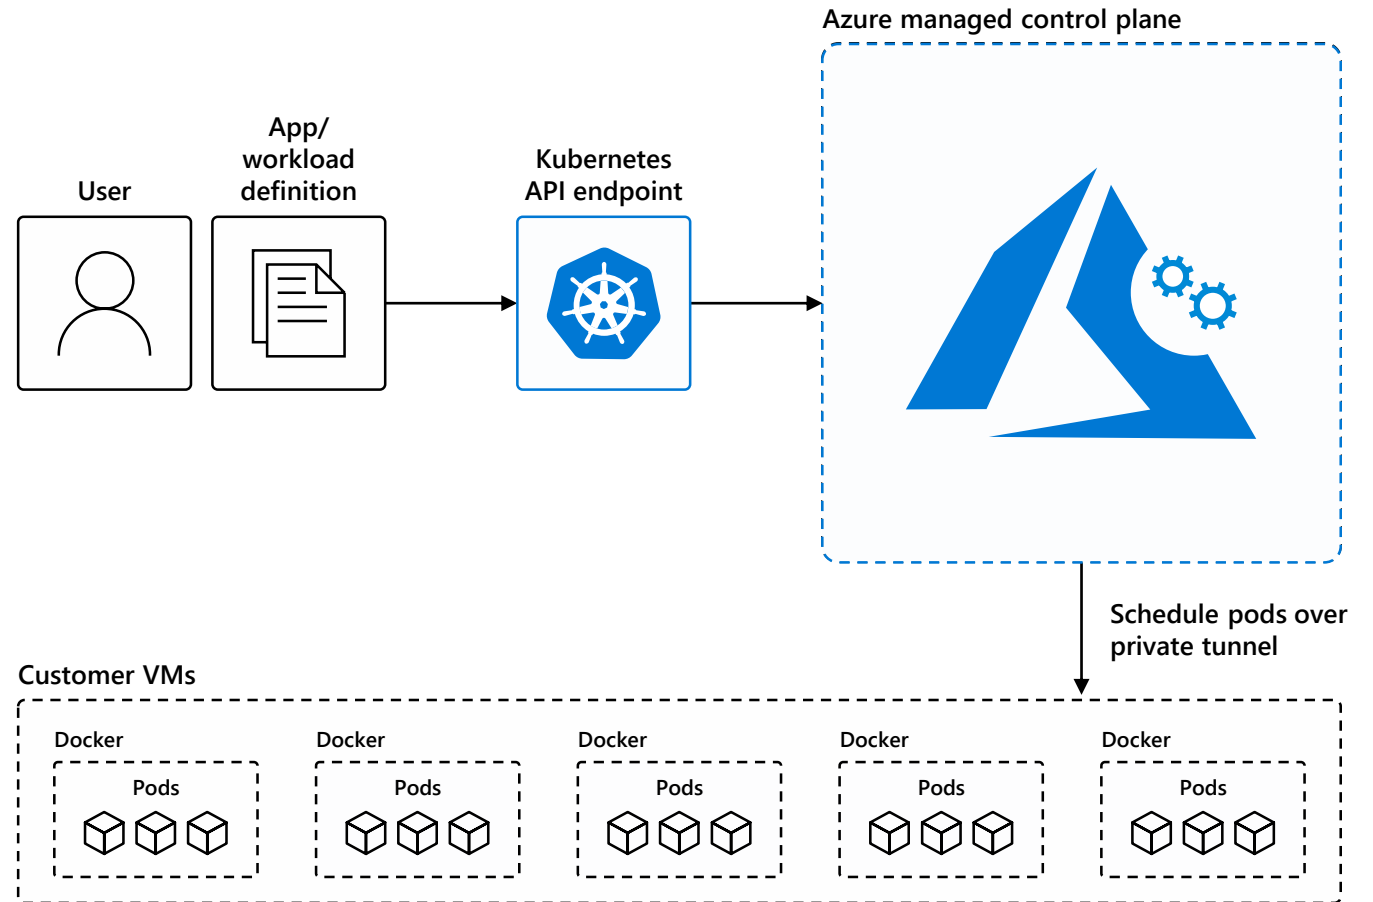 Azure managed control plane
App/
workload
definition
User
Kubernetes
API endpoint
Schedule pods over
private tunnel
Customer VMs
Docker
Docker
Docker
Docker
Docker
Pods
Pods
Pods
Pods
Pods